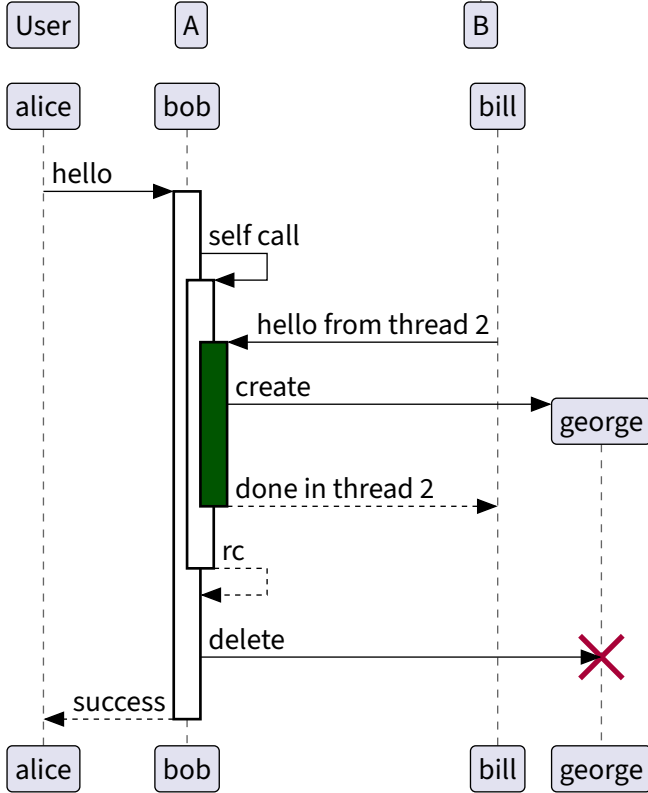 User A B
alice bob bill
hello
self call
hello from thread 2
create
george
done in thread 2
rc
delete
success
alice bob bill george